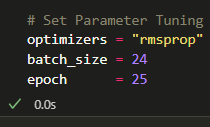 # Set Parameter Tuning
optimizers = "rmsprop"
batch_size = 24
epoch      = 25
0.0s